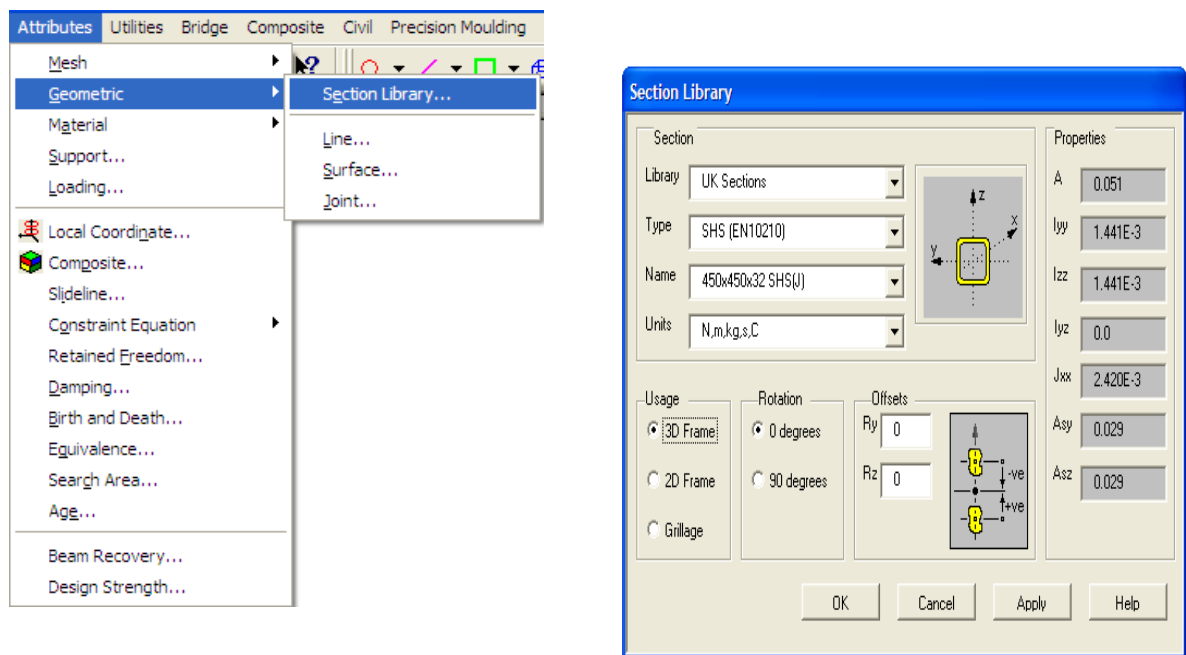 Attributes Utilities Bridge Composite Civil Precision Moulding
Mesh
Geometric
Material
Support...
Loading...
Local Coordinate...
Composite...
Slideline...
Constraint Equation
Retained Freedom...
Damping...
Birth and Death...
Equivalence...
Search Area...
Age...
Beam Recovery...
Design Strength...
Section Library...
Line...
Surface...
Joint...
Section Library
Section
Library UK Sections
Type SHS (EN10210)
Name 450x450x32 SHS(J)
Units N,m,kg,s,C
z
x
y
Usage
3D Frame
2D Frame
Grillage
Rotation
0 degrees
90 degrees
Offsets
Ry 0
Rz 0
-ve
+ve
Properties
A 0.051
Iyy 1.441E-3
Izz 1.441E-3
Iyz 0.0
Jxx 2.420E-3
Asy 0.029
Asz 0.029
OK Cancel Apply Help